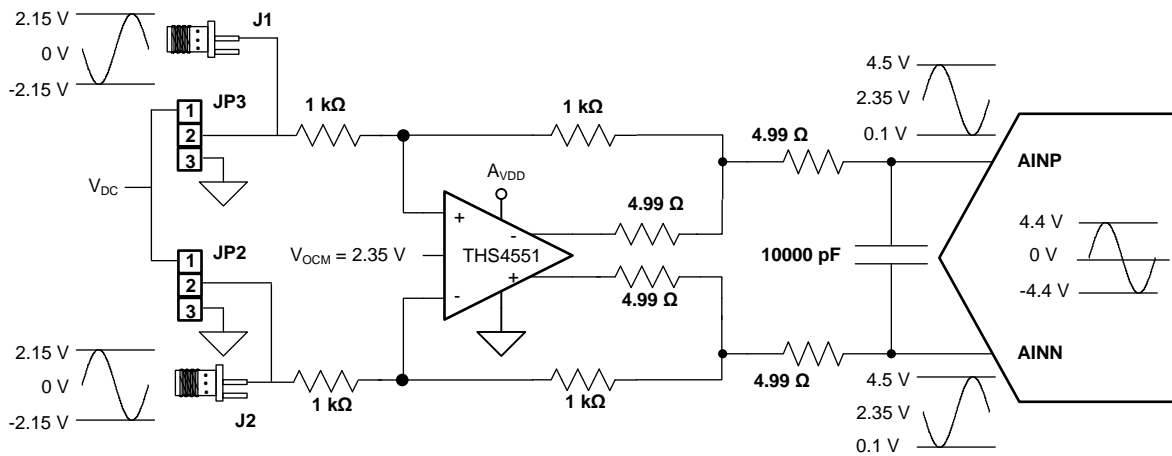 2.15 V
0 V
-2.15 V
J1
JP3
1
2
3
1 kΩ
1 kΩ
4.99 Ω
4.5 V
2.35 V
0.1 V
AINP
VDC
AVDD
+
-
4.99 Ω
VOCM = 2.35 V
THS4551
+
-
4.99 Ω
10000 pF
4.4 V
0 V
-4.4 V
JP2
1
2
3
2.15 V
0 V
-2.15 V
J2
1 kΩ
1 kΩ
4.99 Ω
AINN
4.5 V
2.35 V
0.1 V